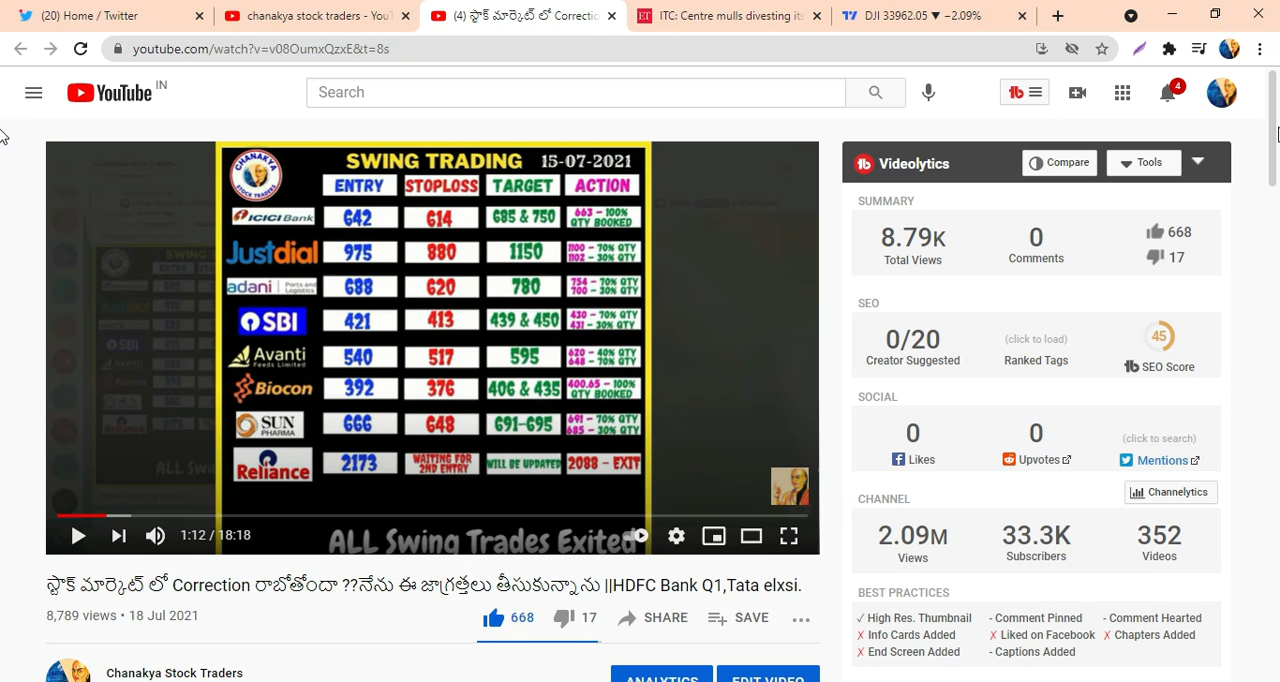 (20) Home / Twitter
chanakya stock traders - YouT
(4) స్టాక్ మార్కెట్ లో Correctio
ITC: Centre mulls divesting its
DJI 33962.05 ▼ −2.09%
youtube.com/watch?v=v08OumxQzxE&t=8s
YouTube IN
Search
4
CHANAKYA
STOCK TRADERS
SWING TRADING 15-07-2021
ENTRY STOPLOSS TARGET ACTION
ICICI Bank 642 614 685 & 750 663 - 100% QTY BOOKED
Justdial 975 880 1150 1100 - 70% QTY 1102 - 30% QTY
adani Ports and Logistics 688 620 780 754 - 70% QTY 700 - 30% QTY
SBI 421 413 439 & 450 430 - 70% QTY 431 - 30% QTY
Avanti Feeds Limited 540 517 595 620 - 40% QTY 648 - 60% QTY
Biocon 392 376 406 & 435 400.65 - 100% QTY BOOKED
SUN PHARMA 666 648 691-695 691 - 70% QTY 685 - 30% QTY
Reliance 2173 WAITING FOR 2ND ENTRY WILL BE UPDATED 2088 - EXIT
ALL Swing Trades Exited
1:12 / 18:18
స్టాక్ మార్కెట్ లో Correction రాబోతోందా ??నేను ఈ జాగ్రత్తలు తీసుకున్నాను ||HDFC Bank Q1,Tata elxsi.
8,789 views • 18 Jul 2021
668 17 SHARE SAVE
Chanakya Stock Traders
ANALYTICS EDIT VIDEO
Videolytics Compare Tools
SUMMARY
8.79K 0 668
Total Views Comments 17
SEO
0/20 (click to load) 45
Creator Suggested Ranked Tags SEO Score
SOCIAL
0 0 (click to search)
Likes Upvotes Mentions
CHANNEL Channelytics
2.09M 33.3K 352
Views Subscribers Videos
BEST PRACTICES
✓ High Res. Thumbnail - Comment Pinned - Comment Hearted
✗ Info Cards Added ✗ Liked on Facebook ✗ Chapters Added
✗ End Screen Added - Captions Added